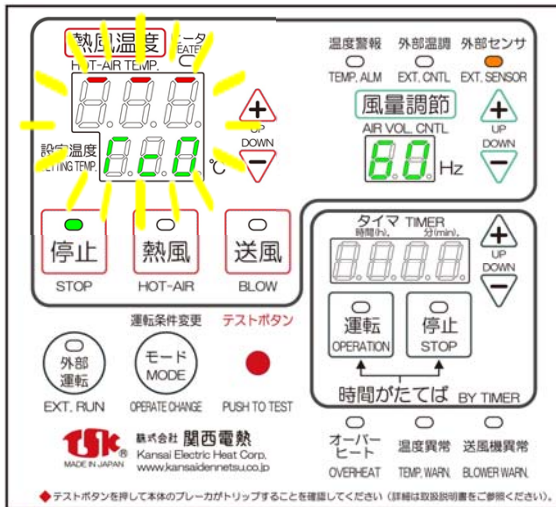 熱風温度 ヒータ
HOT-AIR TEMP. HEATER
設定温度
SETTING TEMP.
℃
UP
DOWN
停止 熱風 送風
STOP HOT-AIR BLOW
温度警報 外部温調 外部センサ
TEMP. ALM EXT. CNTL EXT. SENSOR
風量調節
AIR VOL. CNTL
60 Hz
UP
DOWN
タイマ TIMER
時間(h). 分(min).
UP
DOWN
運転 停止
OPERATION STOP
時間がたてば BY TIMER
運転条件変更 テストボタン
外部
運転
モード
MODE
EXT. RUN OPERATE CHANGE PUSH TO TEST
TSK ®
MADE IN JAPAN
株式会社 関西電熱
Kansai Electric Heat Corp.
www.kansaidennetsu.co.jp
オーバー
ヒート
温度異常 送風機異常
OVERHEAT TEMP. WARN. BLOWER WARN.
◆テストボタンを押して本体のブレーカがトリップすることを確認してください（詳細は取扱説明書をご参照ください）。